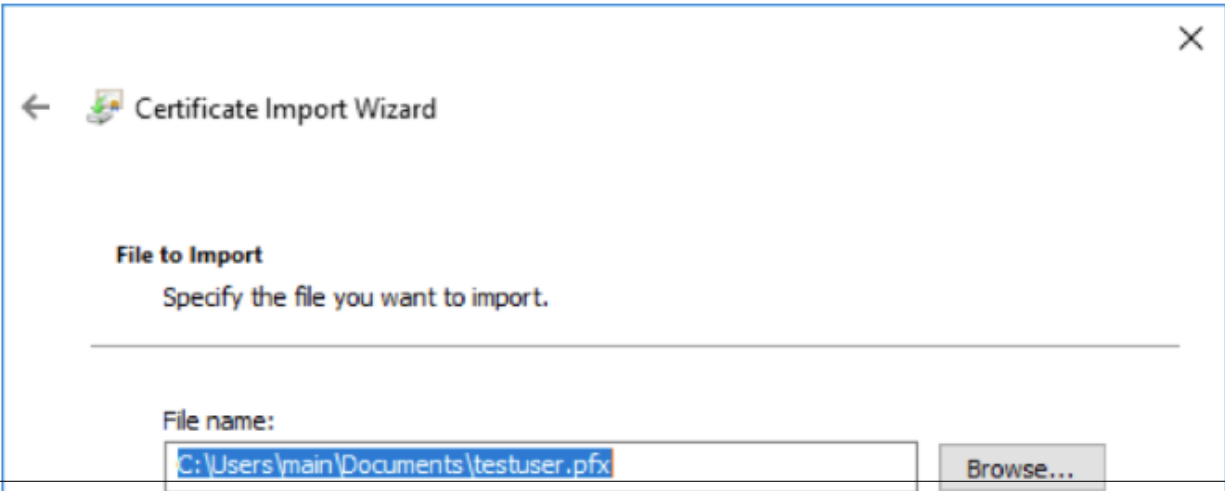 Certificate Import Wizard
File to Import
Specify the file you want to import.
File name:
C:\Users\main\Documents\testuser.pfx
Browse...